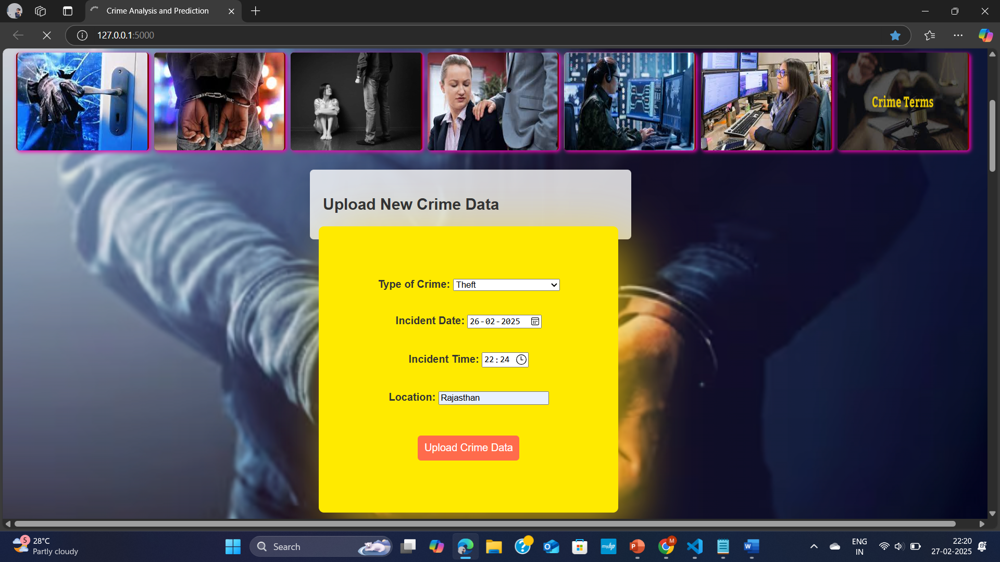 Crime Analysis and Prediction
127.0.0.1:5000
Crime Terms
Upload New Crime Data
Type of Crime: Theft
Incident Date: 26-02-2025
Incident Time: 22:24
Location: Rajasthan
Upload Crime Data
5
28°C
Partly cloudy
Search
myhp
P
M
W
ENG
IN
22:20
27-02-2025